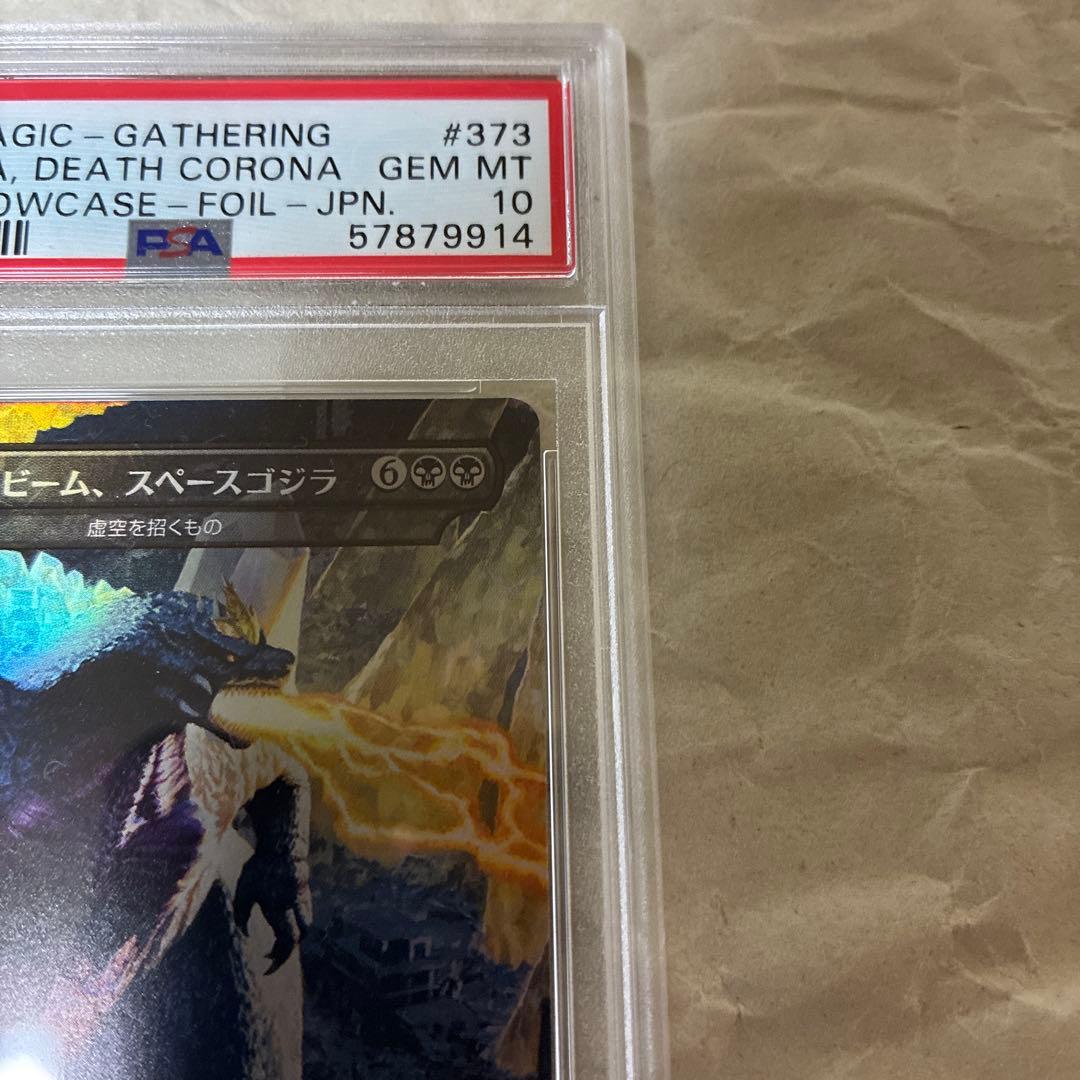 AGIC-GATHERING #373
A, DEATH CORONA GEM MT
OWCASE-FOIL-JPN. 10
PSA 57879914
ビーム、スペースゴジラ 6
虚空を招くもの